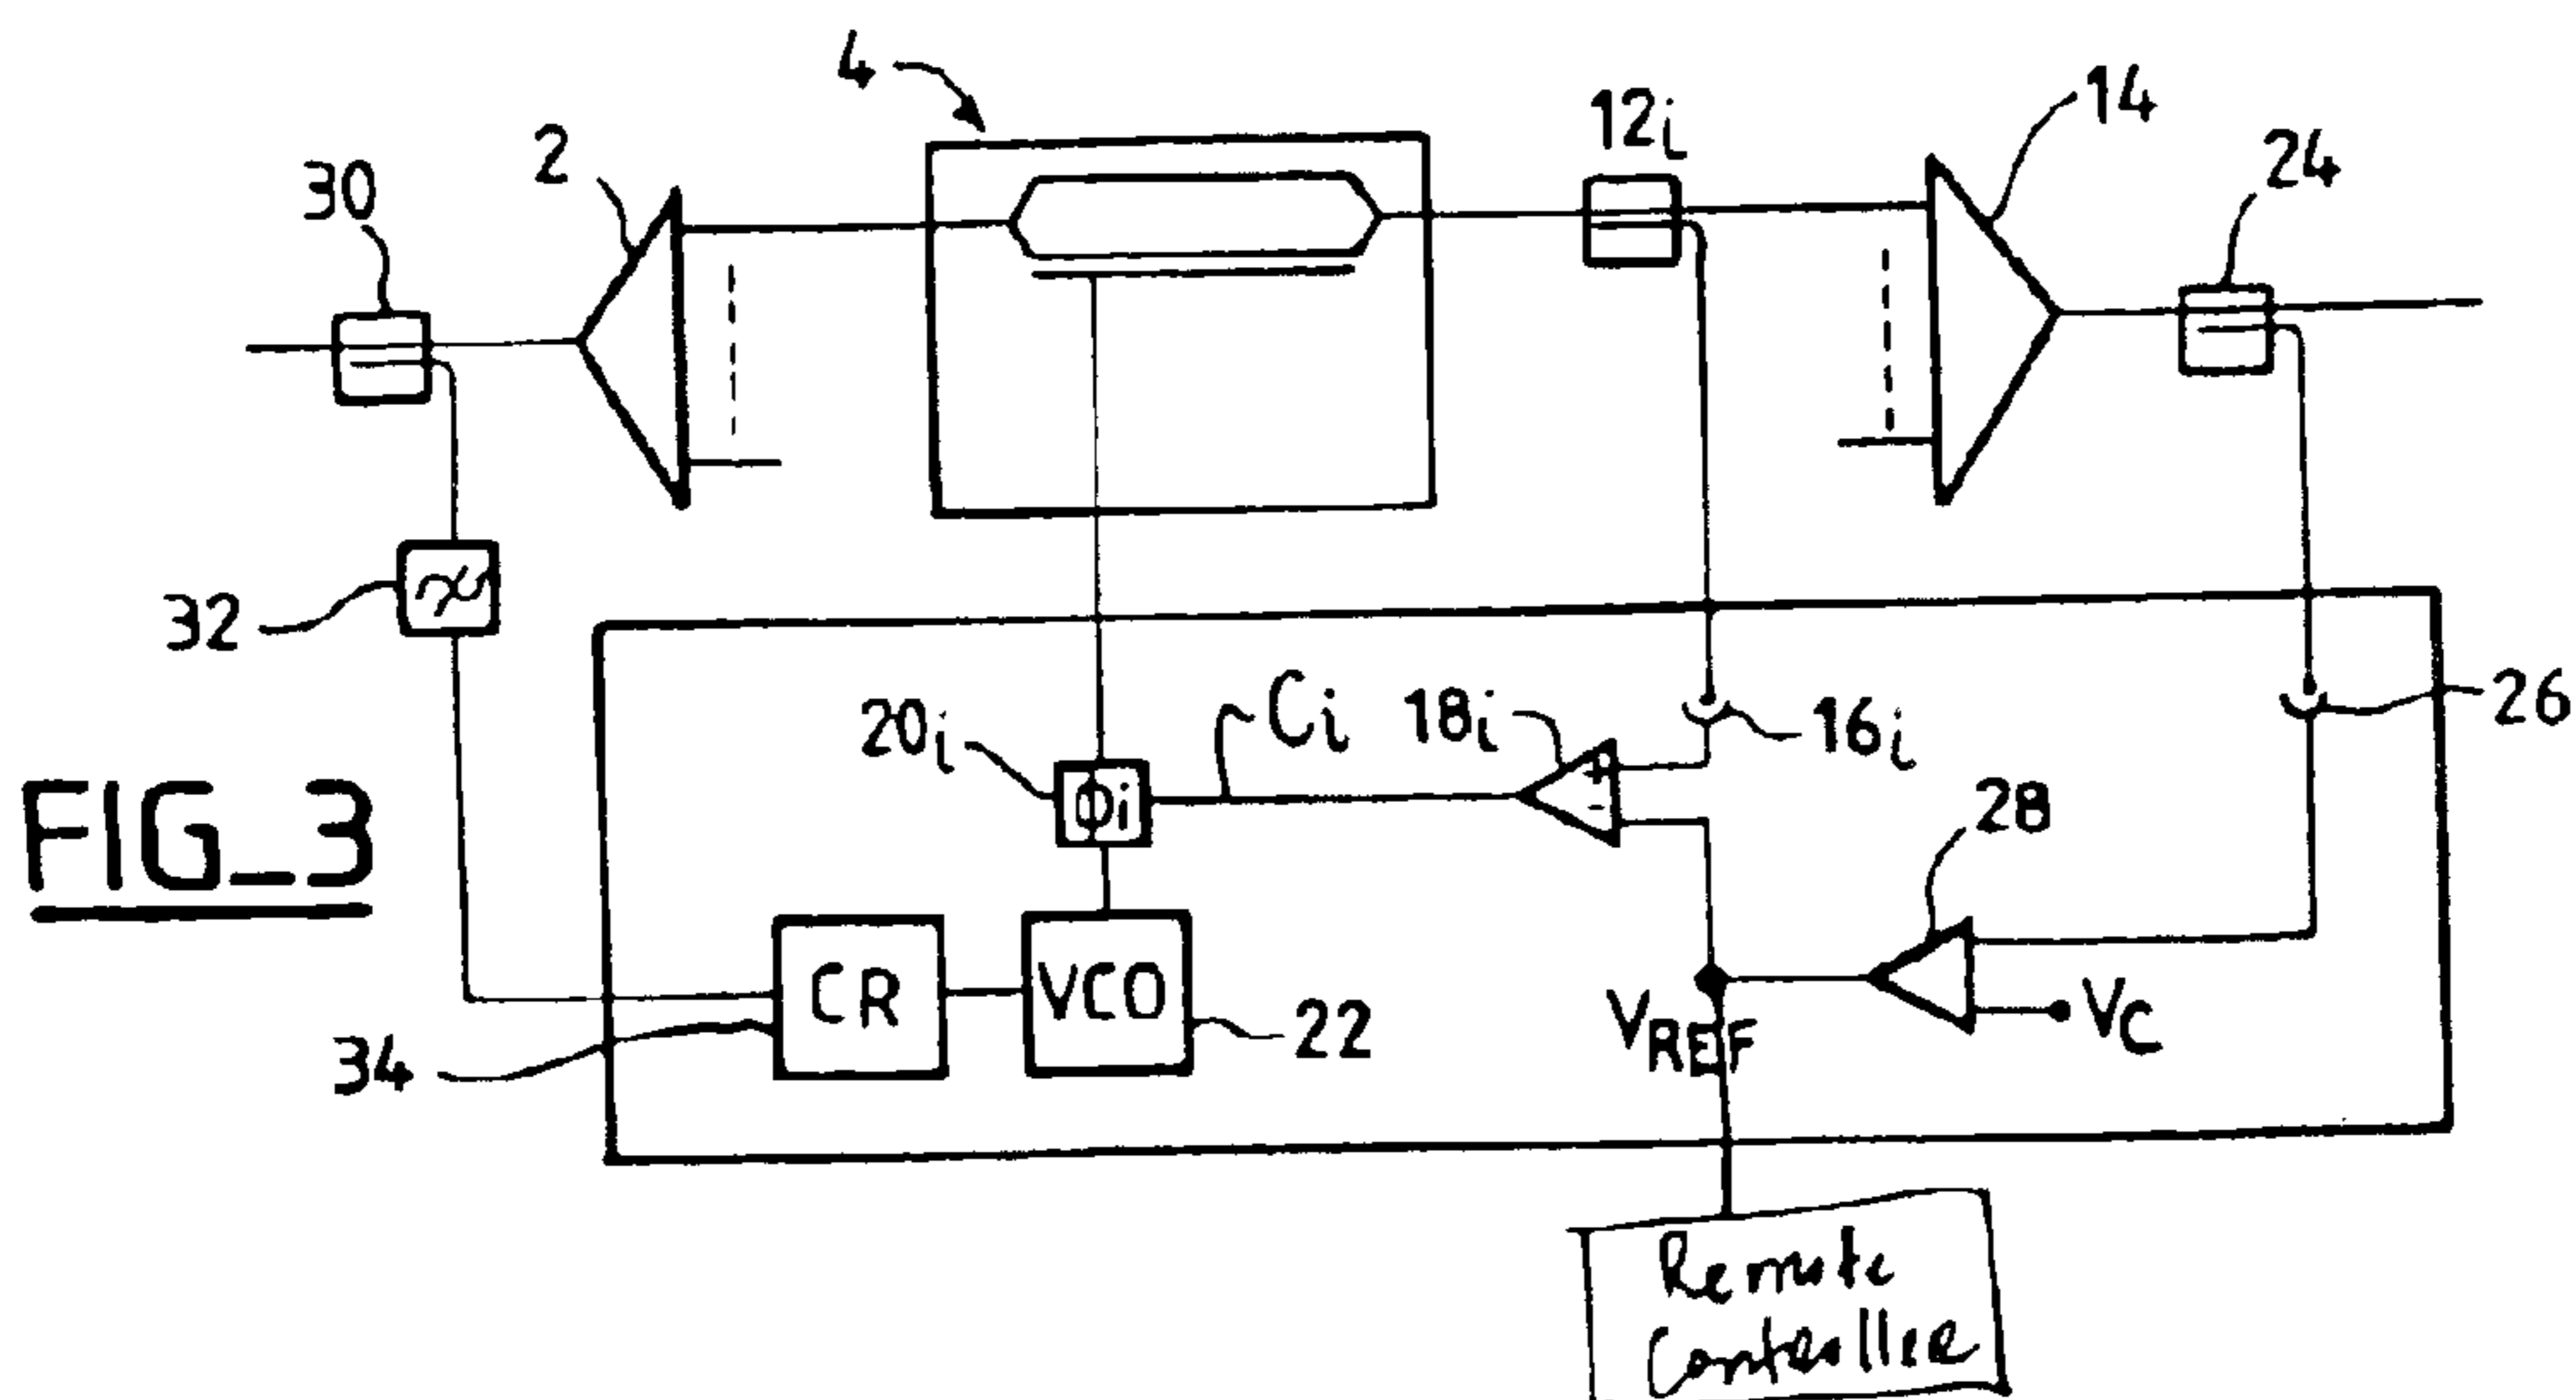 4
12i
14
2
24
30
32
20i
Ci
18i
16i
26
+
-
Φi
28
FIG_3
CR
VCO
VREF
VC
34
22
Remote
Controller